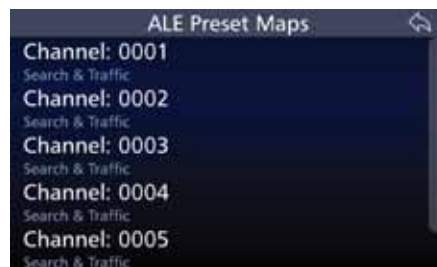 ALE Preset Maps
Channel: 0001
Search & Traffic
Channel: 0002
Search & Traffic
Channel: 0003
Search & Traffic
Channel: 0004
Search & Traffic
Channel: 0005
Search & Traffic